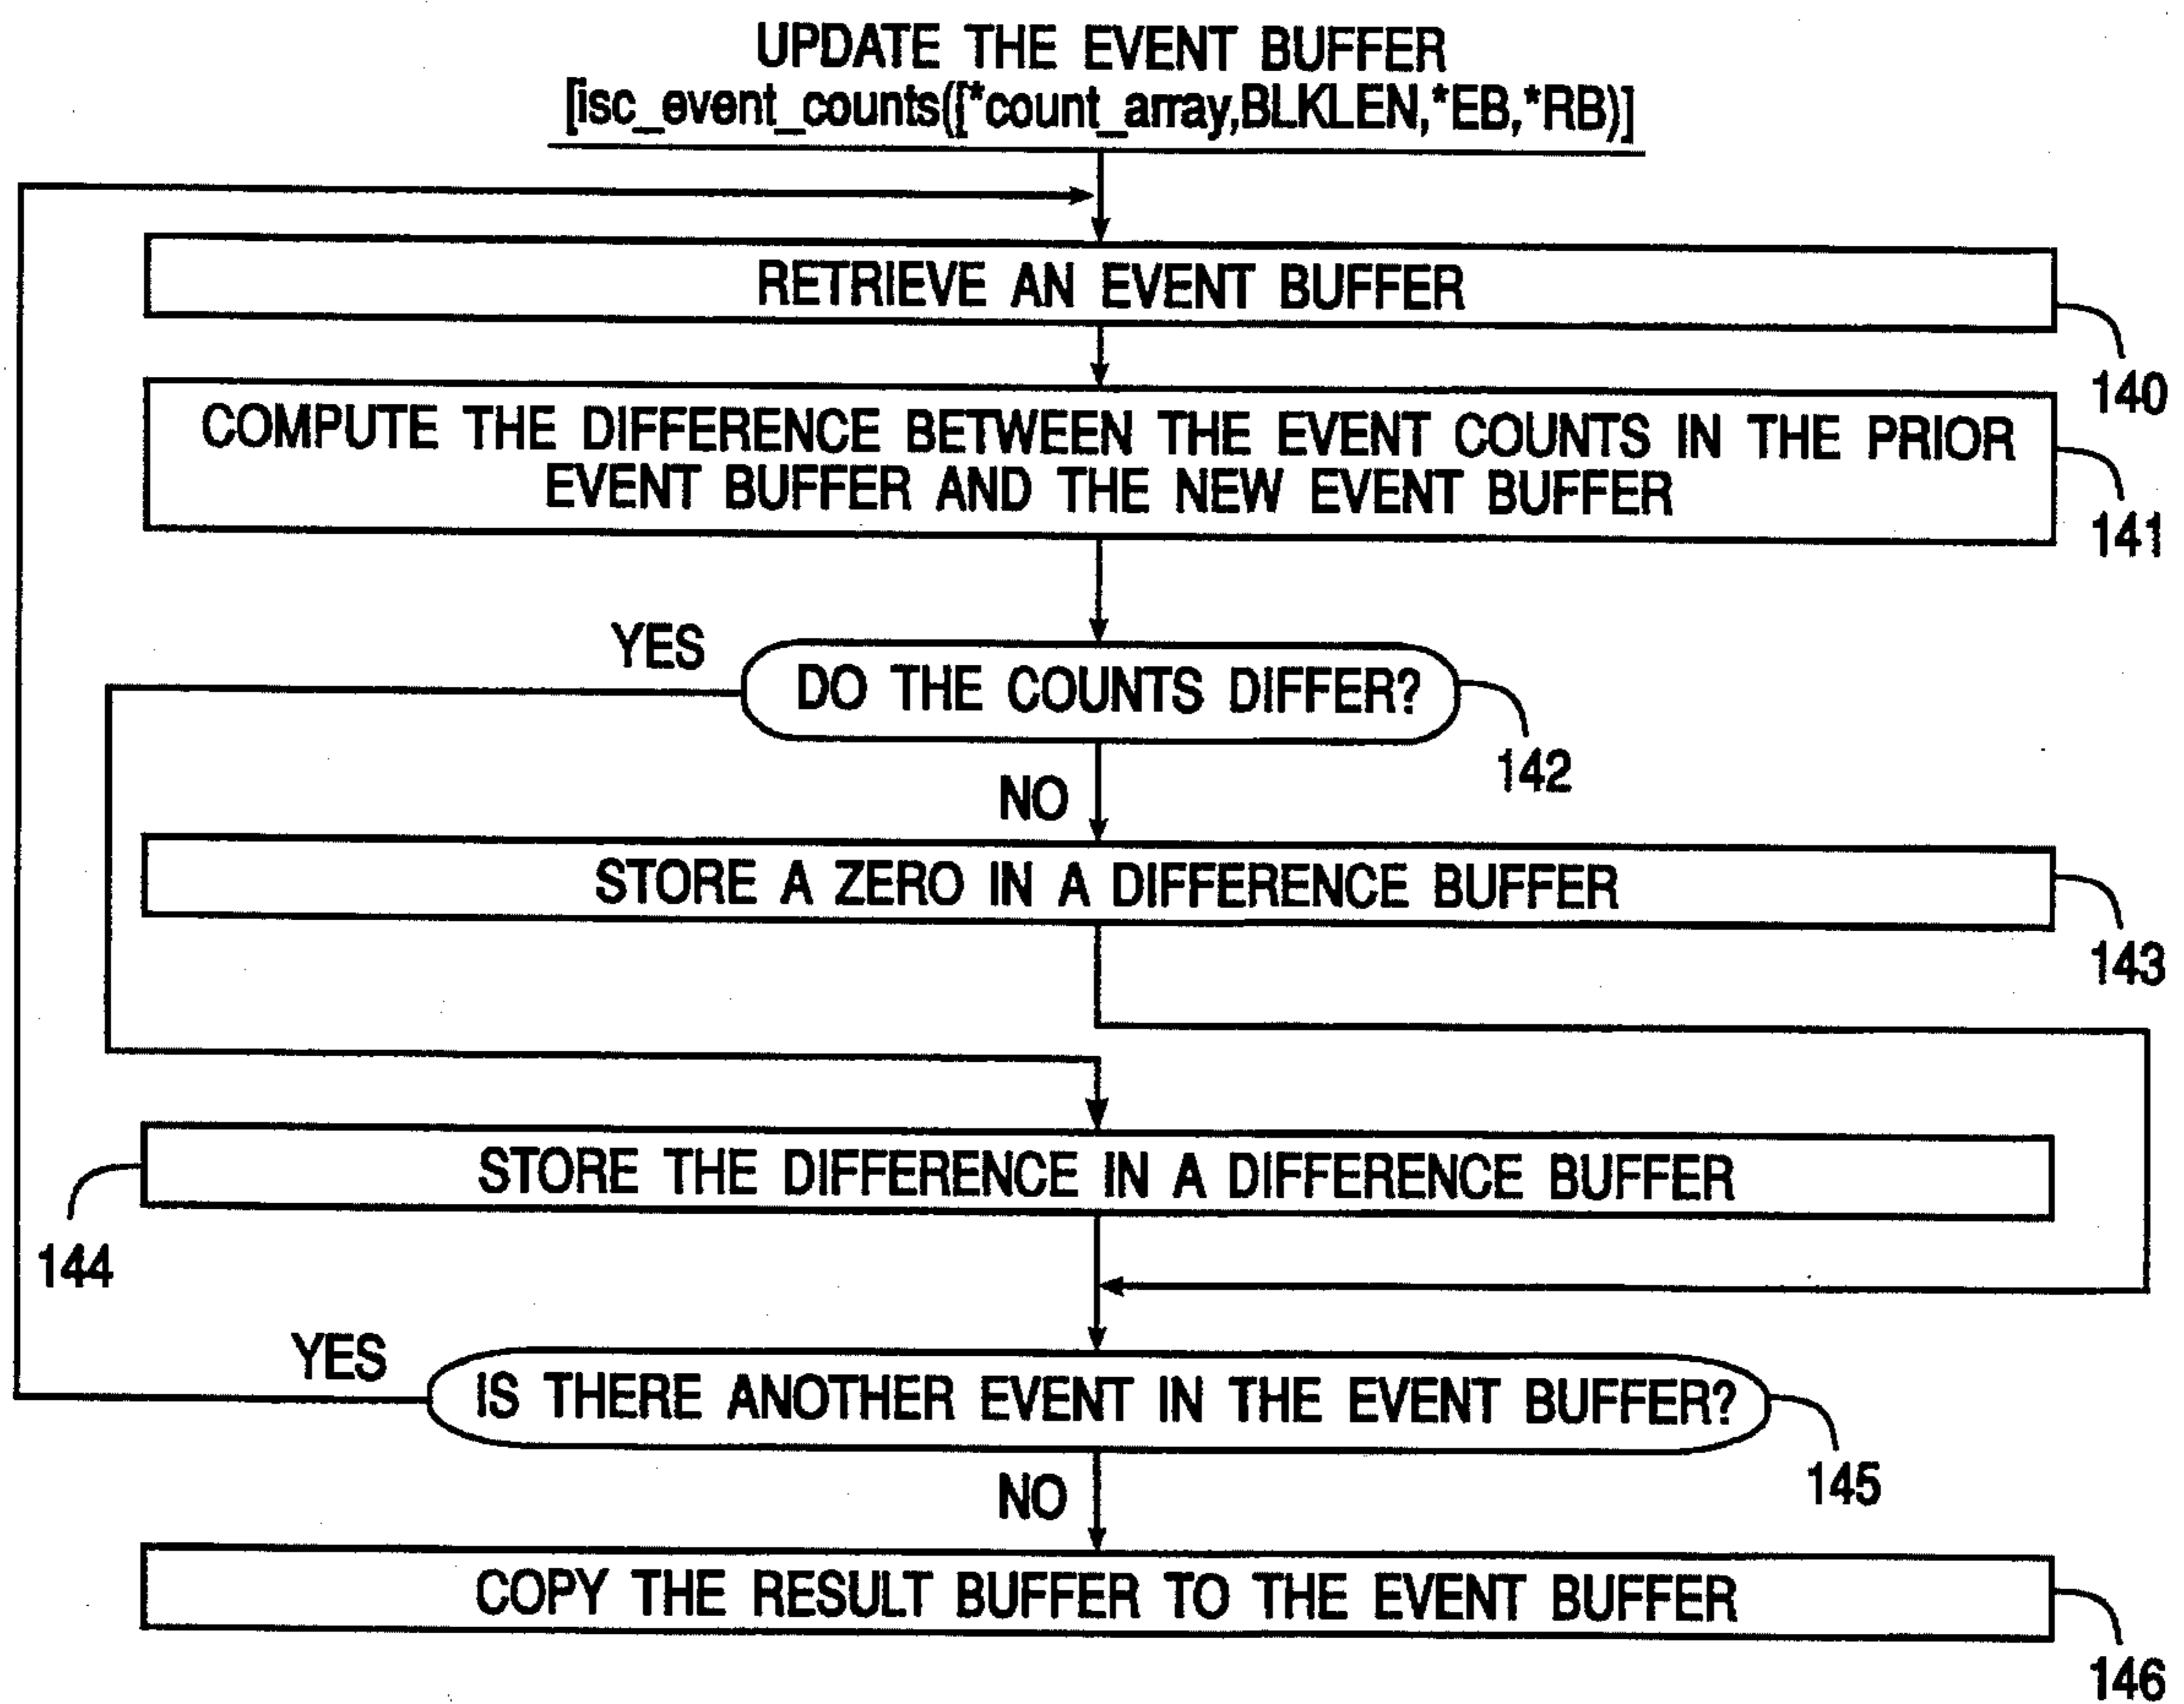 UPDATE THE EVENT BUFFER
[isc_event_counts([*count_array,BLKLEN,*EB,*RB)]
RETRIEVE AN EVENT BUFFER
140
COMPUTE THE DIFFERENCE BETWEEN THE EVENT COUNTS IN THE PRIOR
EVENT BUFFER AND THE NEW EVENT BUFFER
141
YES
DO THE COUNTS DIFFER?
142
NO
STORE A ZERO IN A DIFFERENCE BUFFER
143
STORE THE DIFFERENCE IN A DIFFERENCE BUFFER
144
YES
IS THERE ANOTHER EVENT IN THE EVENT BUFFER?
145
NO
COPY THE RESULT BUFFER TO THE EVENT BUFFER
146